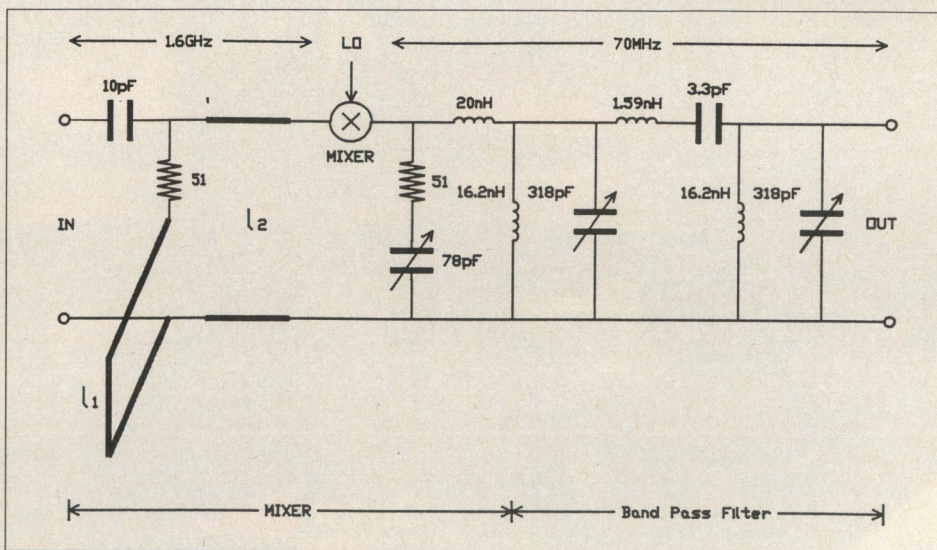 1.6GHz
LO
70MHz
10pF
20nH
1.59nH
3.3pF
MIXER
51
51
16.2nH
318pF
16.2nH
318pF
IN
l2
OUT
78pF
l1
MIXER
Band Pass Filter